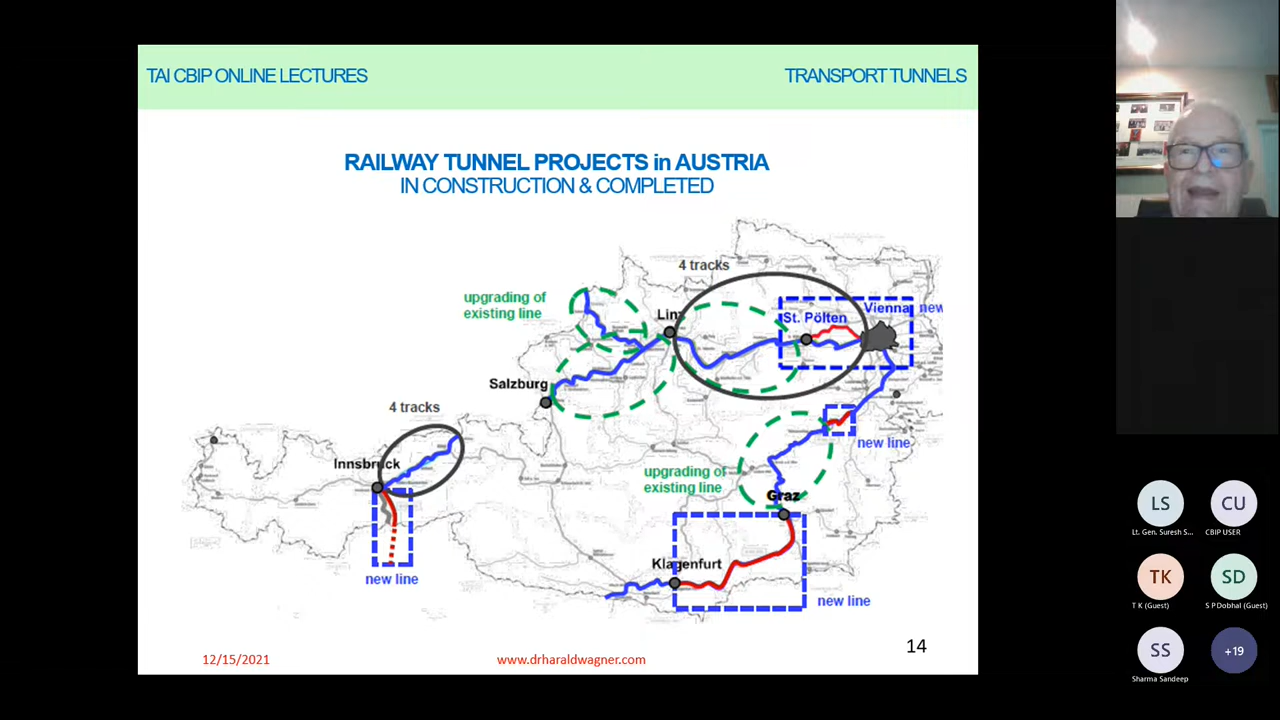 TAI CBIP ONLINE LECTURES
TRANSPORT TUNNELS
RAILWAY TUNNEL PROJECTS in AUSTRIA
IN CONSTRUCTION & COMPLETED
4 tracks
upgrading of
existing line
Linz
St. Pölten
Vienna
new
Salzburg
4 tracks
new line
Innsbruck
upgrading of
existing line
Graz
Klagenfurt
new line
new line
12/15/2021
www.drharaldwagner.com
14
LS
Lt. Gen. Suresh S...
CU
CBIP USER
TK
T K (Guest)
SD
S P Dobhal (Guest)
SS
Sharma Sandeep
+19